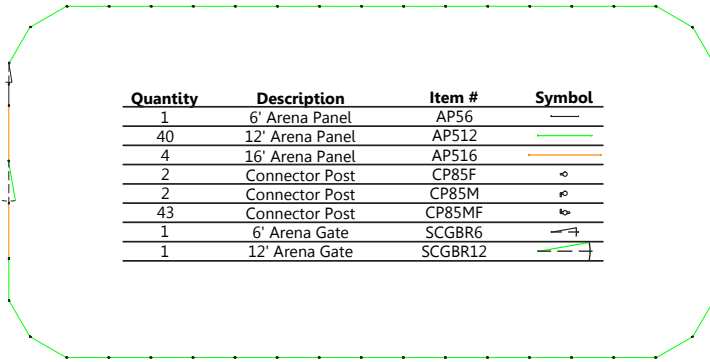 Quantity Description Item # Symbol
1 6' Arena Panel AP56
40 12' Arena Panel AP512
4 16' Arena Panel AP516
2 Connector Post CP85F
2 Connector Post CP85M
43 Connector Post CP85MF
1 6' Arena Gate SCGBR6
1 12' Arena Gate SCGBR12